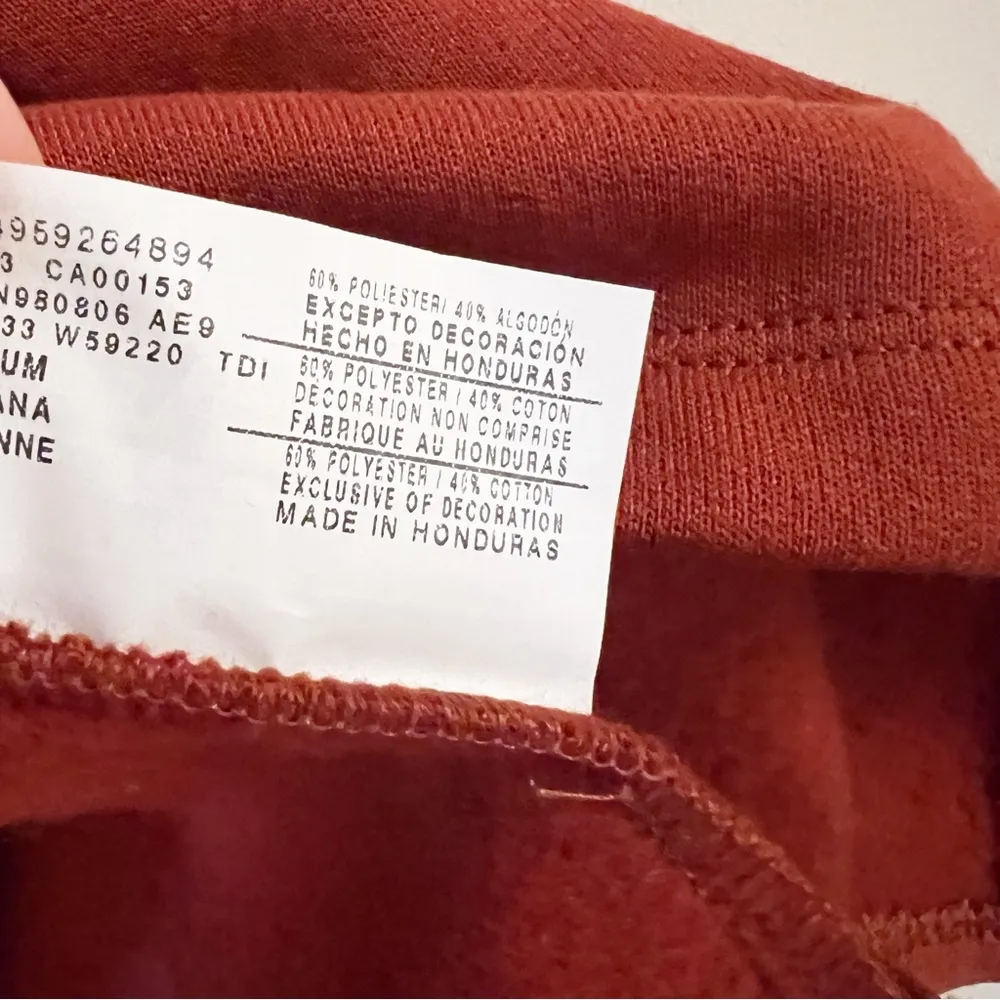 959264894
3 CA00153
N980806 AE9
33 W59220 TDI
UM
ANA
NNE
60% POLIESTER/ 40% ALGODÓN
EXCEPTO DECORACIÓN
HECHO EN HONDURAS
60% POLYESTER / 40% COTON
DECORATION NON COMPRISE
FABRIQUE AU HONDURAS
60% POLYESTER / 40% COTTON
EXCLUSIVE OF DECORATION
MADE IN HONDURAS